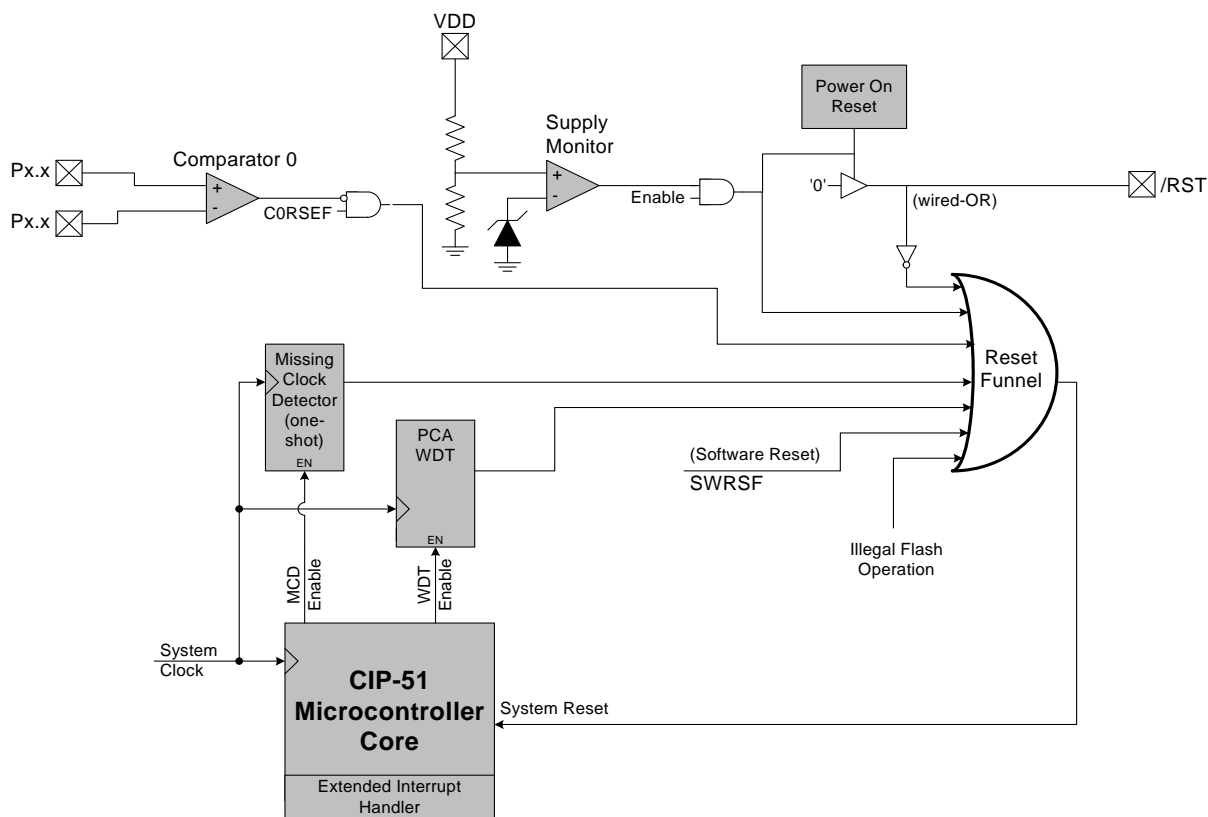 VDD
Power On
Reset
Supply
Monitor
Comparator 0
Px.x
+
-
Px.x
C0RSEF
+
-
Enable
'0'
(wired-OR)
/RST
Reset
Funnel
Missing
Clock
Detector
(one-
shot)
EN
PCA
WDT
EN
(Software Reset)
SWRSF
Illegal Flash
Operation
MCD
Enable
WDT
Enable
System
Clock
CIP-51
Microcontroller
Core
System Reset
Extended Interrupt
Handler